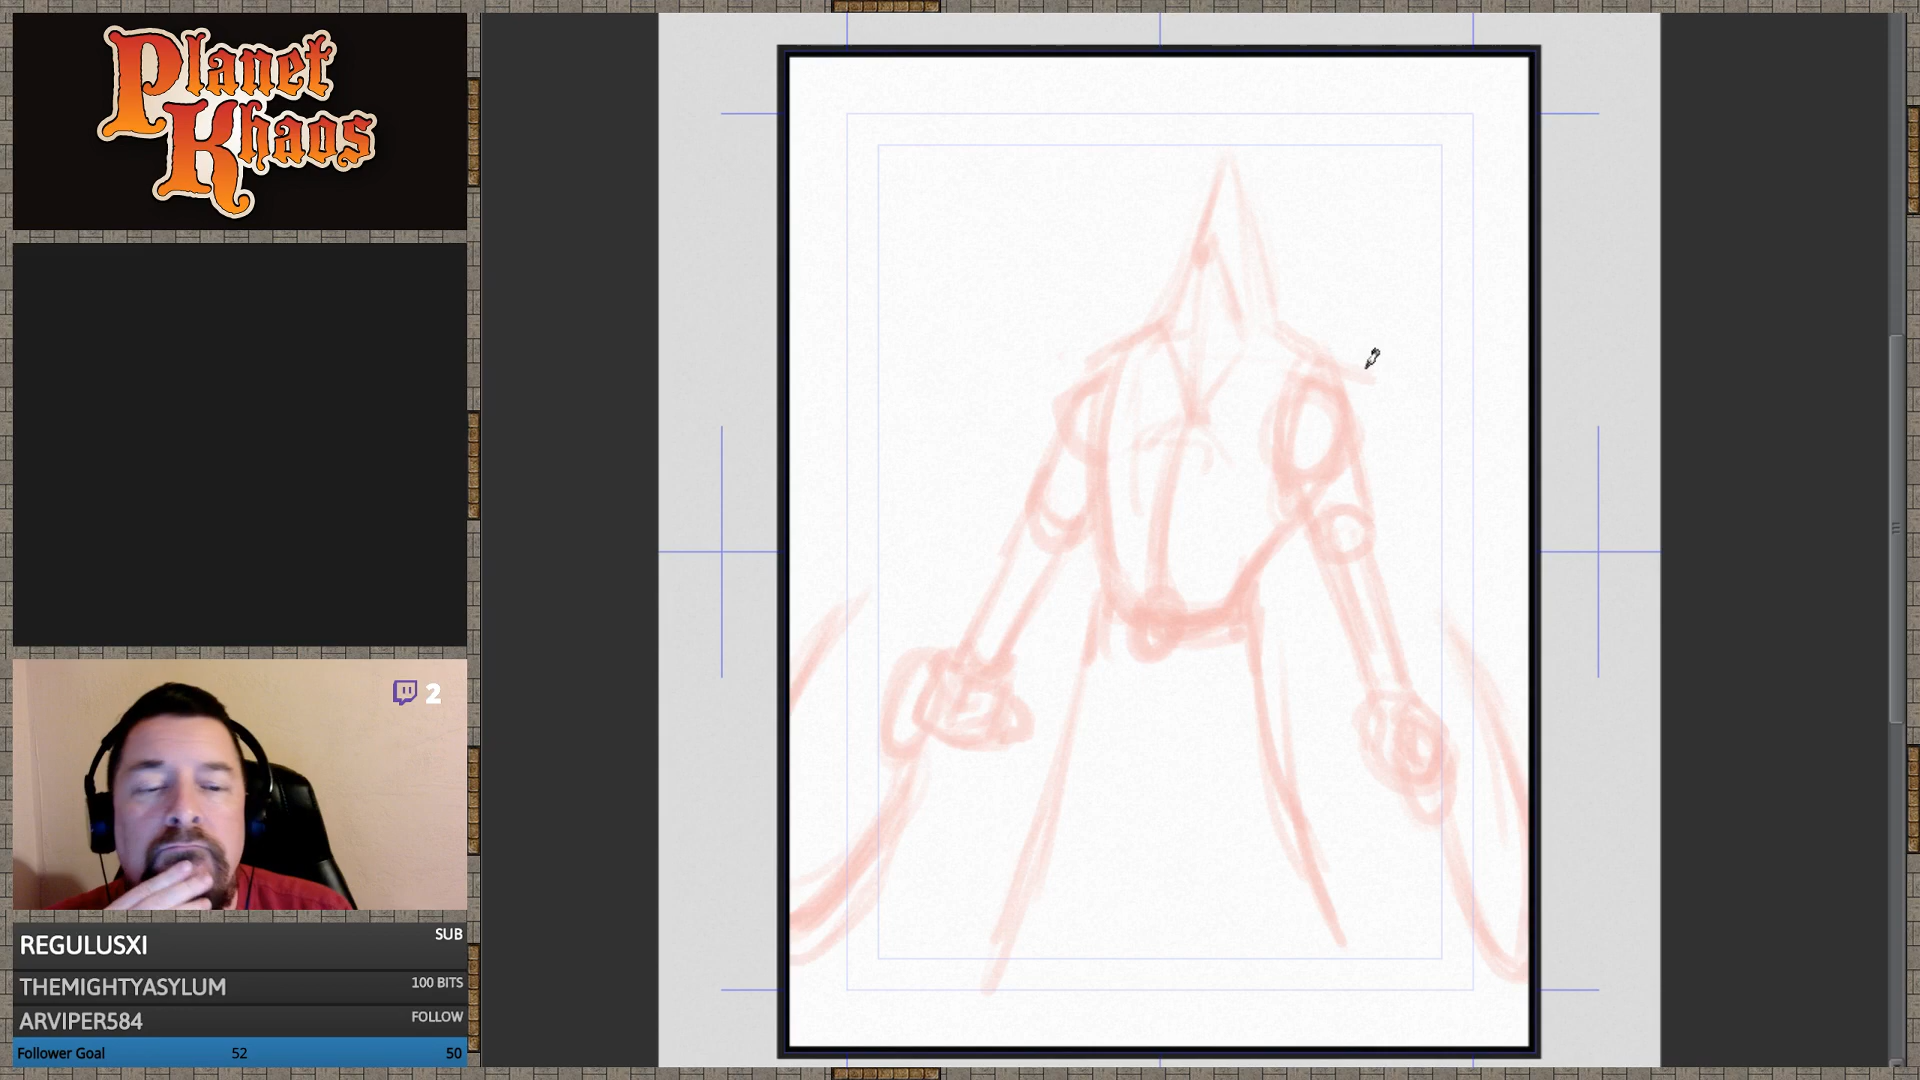 Planet
Khaos
2
REGULUSXI SUB
THEMIGHTYASYLUM 100 BITS
ARVIPER584 FOLLOW
Follower Goal 52 50